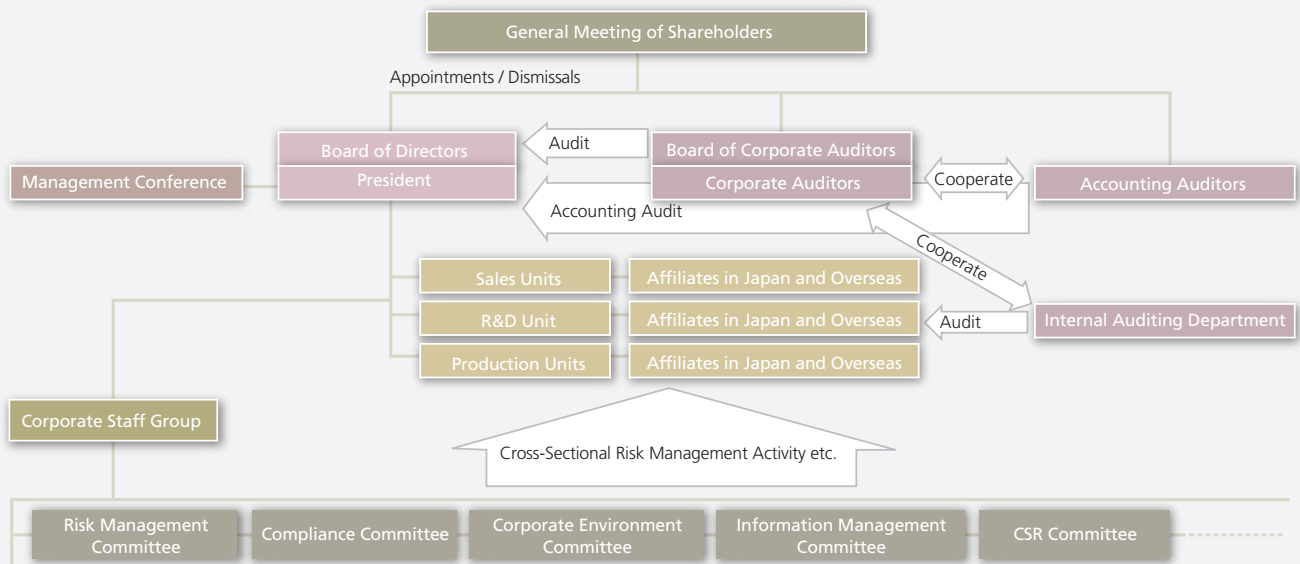 General Meeting of Shareholders
Appointments / Dismissals
Board of Directors
Audit
Board of Corporate Auditors
Management Conference
President
Corporate Auditors
Cooperate
Accounting Auditors
Accounting Audit
Cooperate
Sales Units
Affiliates in Japan and Overseas
R&D Unit
Affiliates in Japan and Overseas
Audit
Internal Auditing Department
Production Units
Affiliates in Japan and Overseas
Corporate Staff Group
Cross-Sectional Risk Management Activity etc.
Risk Management
Committee
Compliance Committee
Corporate Environment
Committee
Information Management
Committee
CSR Committee